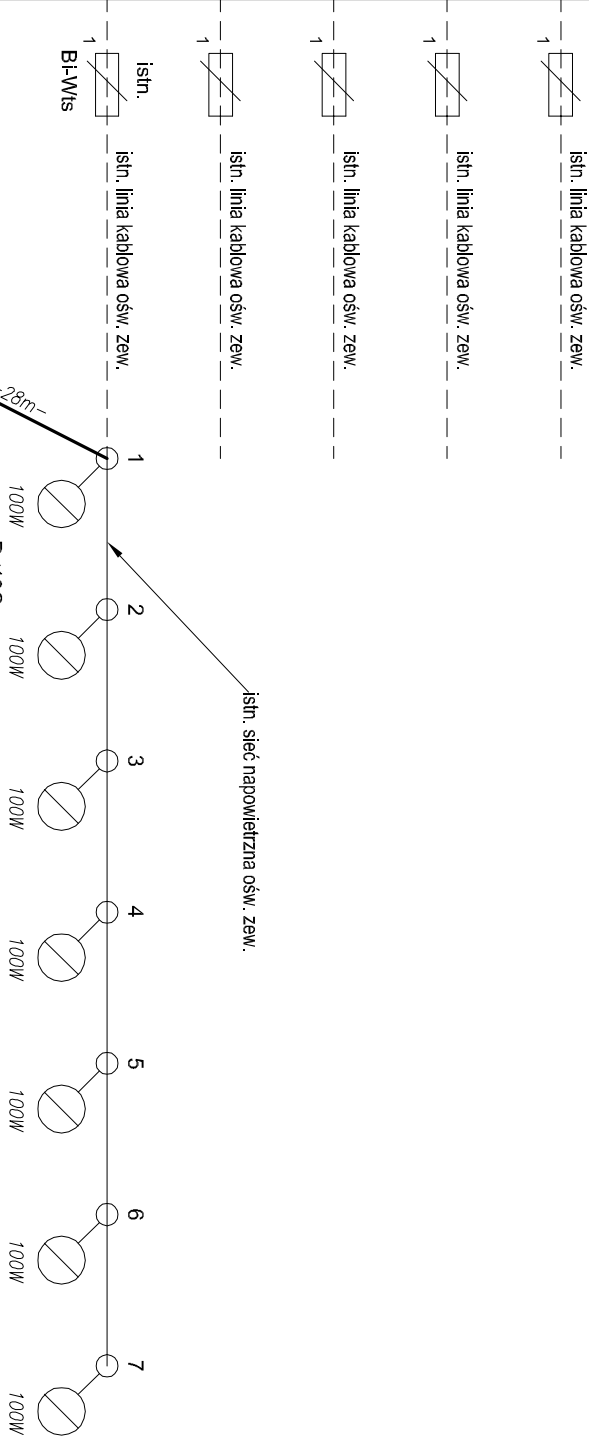 1
istn. linia kablowa ośw. zew.
1
istn. linia kablowa ośw. zew.
1
istn. linia kablowa ośw. zew.
1
istn. linia kablowa ośw. zew.
istn.
1
Bi-Wts
istn. linia kablowa ośw. zew.
istn. sieć napowietrzna ośw. zew.
-28m-
1
2
3
4
5
6
7
100W
100W
100W
100W
100W
100W
100W